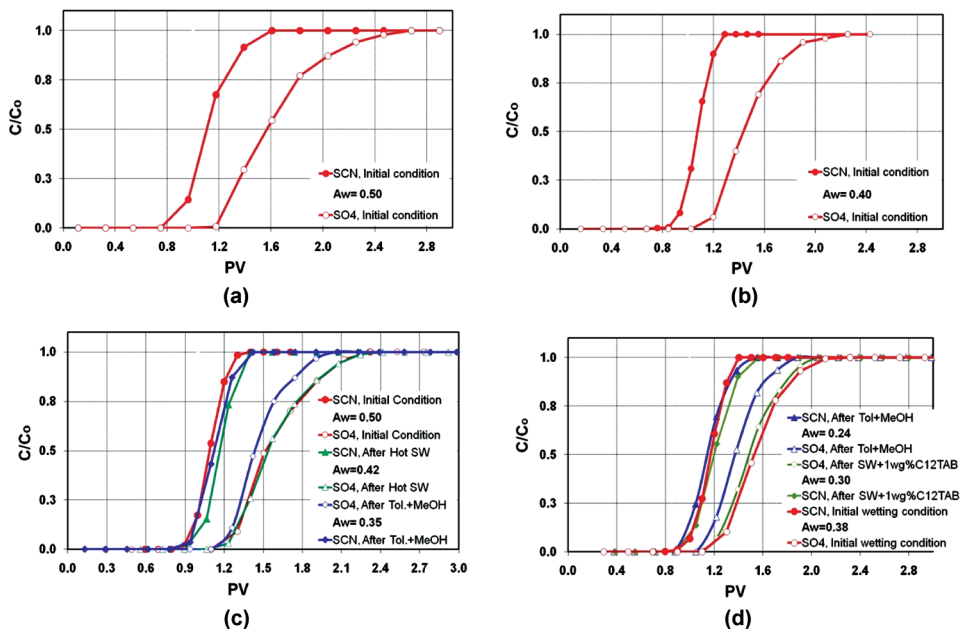 C/Co
1.0
0.8
0.5
0.3
0.0
SCN, Initial condition
Aw= 0.50
SO4, Initial condition
0.0 0.4 0.8 1.2 1.6 2.0 2.4 2.8
PV
(a)
C/Co
1.0
0.8
0.5
0.3
0.0
SCN, Initial condition
Aw= 0.40
SO4, Initial condition
0.0 0.4 0.8 1.2 1.6 2.0 2.4 2.8
PV
(b)
C/Co
1.0
0.8
0.5
0.3
0.0
SCN, Initial Condition
Aw= 0.50
SO4, Initial Condition
SCN, After Hot SW
Aw=0.42
SO4, After Hot SW
SO4, After Tol.+MeOH
Aw= 0.35
SCN, After Tol.+MeOH
0.0 0.3 0.6 0.9 1.2 1.5 1.8 2.1 2.4 2.7 3.0
PV
(c)
C/Co
1.0
0.8
0.5
0.3
0.0
SCN, After Tol+MeOH
Aw= 0.24
SO4, After Tol+MeOH
SO4, After SW+1wg%C12TAB
Aw= 0.30
SCN, After SW+1wg%C12TAB
SCN, Initial wetting condition
Aw=0.38
SO4, Initial wetting condition
0.0 0.4 0.8 1.2 1.6 2.0 2.4 2.8
PV
(d)